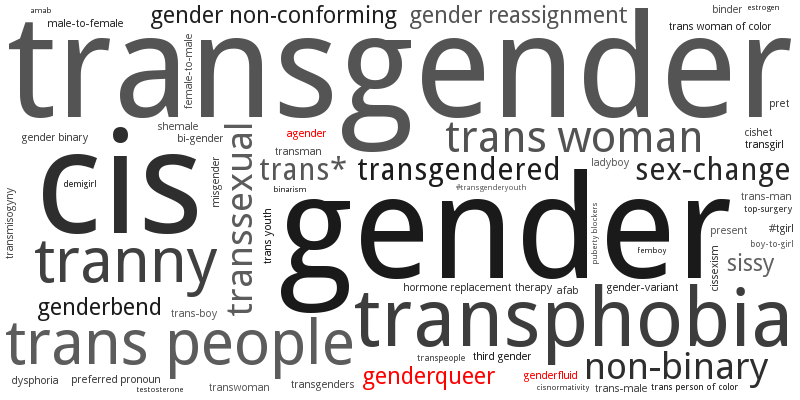 amab
male-to-female
gender non-conforming
gender reassignment
binder
estrogen
trans woman of color
transgender
female-to-male
pret
gender binary
shemale
bi-gender
agender
transman
trans woman
cishet
transgirl
cis
demigirl
misgender
transsexual
trans*
transgendered
ladyboy
sex-change
binarism
#transgenderyouth
transmisogyny
trans youth
gender
puberty blockers
trans-man
top-surgery
present
#tgirl
boy-to-girl
femboy
cissexism
sissy
tranny
genderbend
trans-boy
hormone replacement therapy
afab
gender-variant
trans people
transphobia
transpeople
third gender
non-binary
dysphoria
preferred pronoun
testosterone
transwoman
transgenders
genderqueer
genderfluid
cisnormativity
trans-male
trans person of color